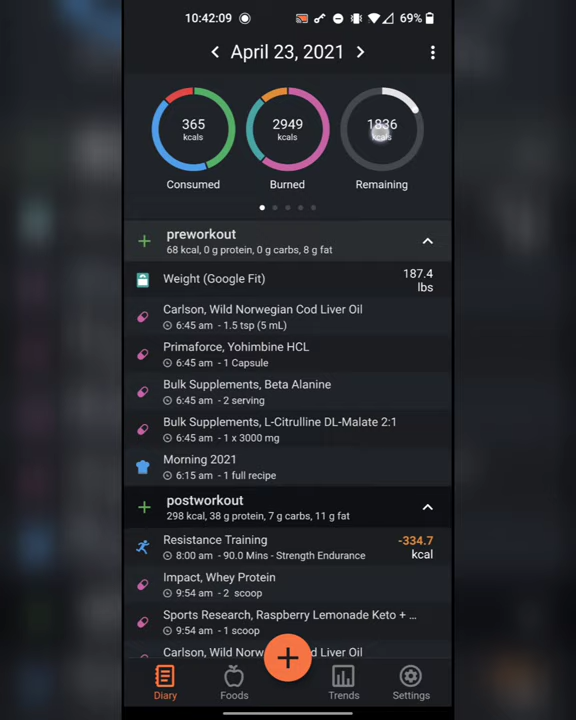 10:42:09 69%
April 23, 2021
365 2949 1836
kcals kcals kcals
Consumed Burned Remaining
preworkout
68 kcal, 0 g protein, 0 g carbs, 8 g fat
Weight (Google Fit) 187.4
lbs
Carlson, Wild Norwegian Cod Liver Oil
6:45 am - 1.5 tsp (5 mL)
Primaforce, Yohimbine HCL
6:45 am - 1 Capsule
Bulk Supplements, Beta Alanine
6:45 am - 2 serving
Bulk Supplements, L-Citrulline DL-Malate 2:1
6:45 am - 1 x 3000 mg
Morning 2021
6:15 am - 1 full recipe
postworkout
298 kcal, 38 g protein, 7 g carbs, 11 g fat
Resistance Training -334.7
8:00 am - 90.0 Mins - Strength Endurance kcal
Impact, Whey Protein
9:54 am - 2 scoop
Sports Research, Raspberry Lemonade Keto + ...
9:54 am - 1 scoop
Carlson, Wild Norw Cod Liver Oil
Diary Foods Trends Settings